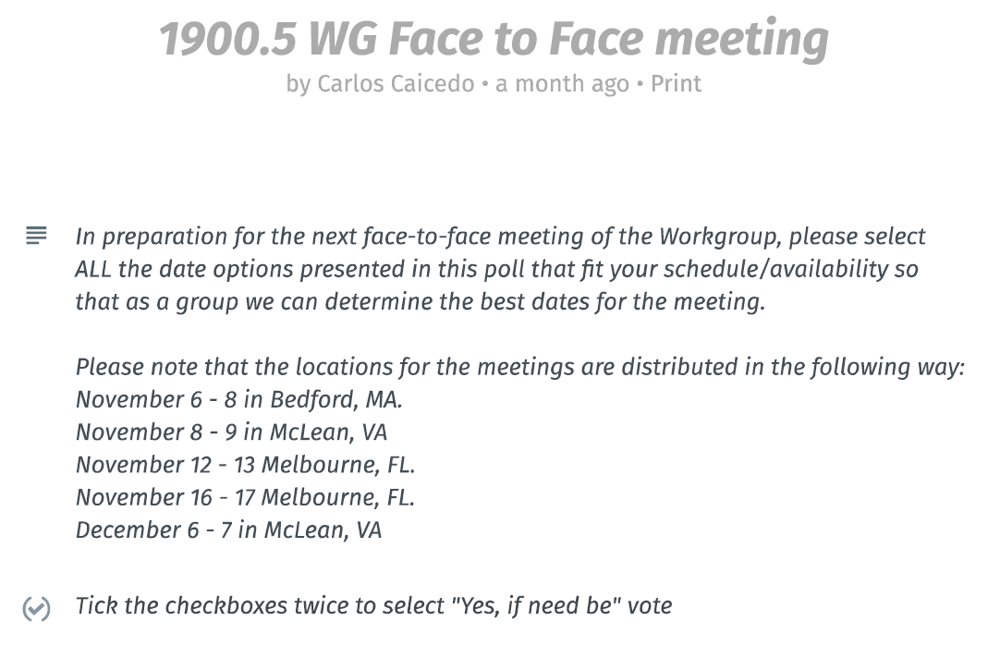 1900.5 WG Face to Face meeting
by Carlos Caicedo • a month ago • Print
In preparation for the next face-to-face meeting of the Workgroup, please select
ALL the date options presented in this poll that fit your schedule/availability so
that as a group we can determine the best dates for the meeting.
Please note that the locations for the meetings are distributed in the following way:
November 6 - 8 in Bedford, MA.
November 8 - 9 in McLean, VA
November 12 - 13 Melbourne, FL.
November 16 - 17 Melbourne, FL.
December 6 - 7 in McLean, VA
Tick the checkboxes twice to select "Yes, if need be" vote